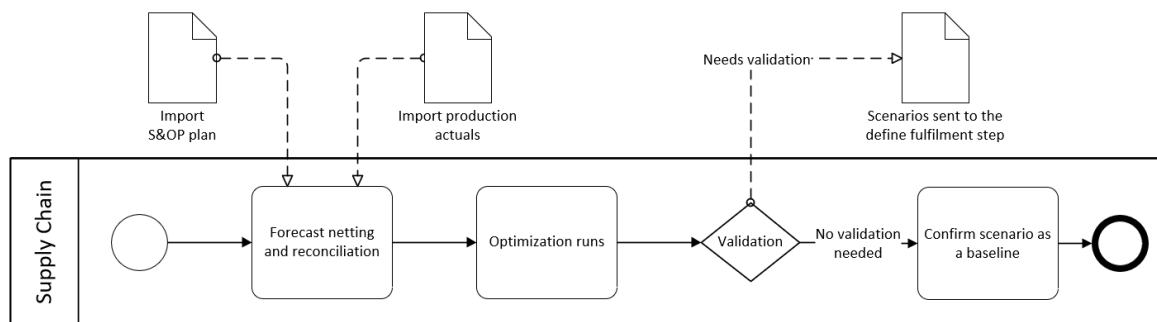 Import
S&OP plan
Import production
actuals
Needs validation
Scenarios sent to the
define fulfilment step
Supply Chain
Forecast netting
and reconciliation
Optimization runs
Validation
No validation
needed
Confirm scenario as
a baseline